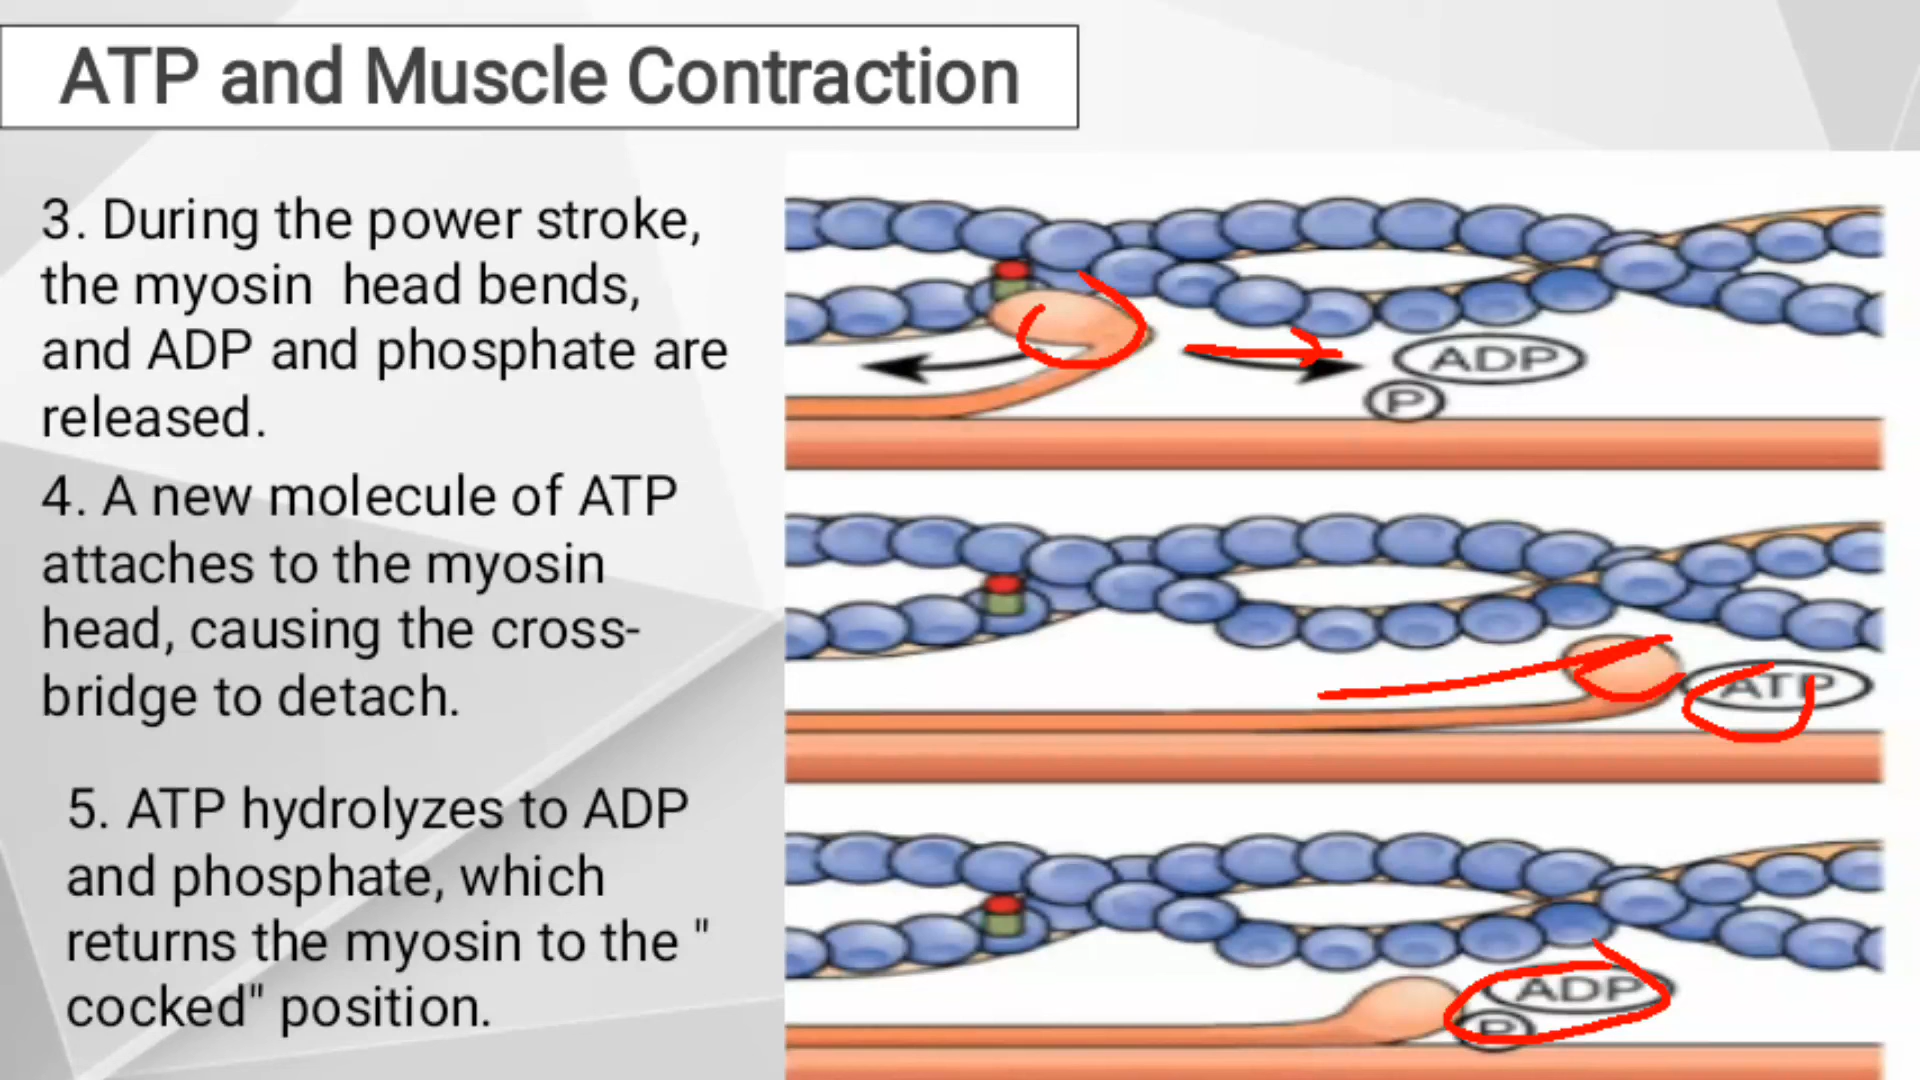 ATP and Muscle Contraction
3. During the power stroke,
the myosin head bends,
and ADP and phosphate are
released.
4. A new molecule of ATP
attaches to the myosin
head, causing the cross-
bridge to detach.
5. ATP hydrolyzes to ADP
and phosphate, which
returns the myosin to the "
cocked" position.
ADP
P
ATP
ADP
P